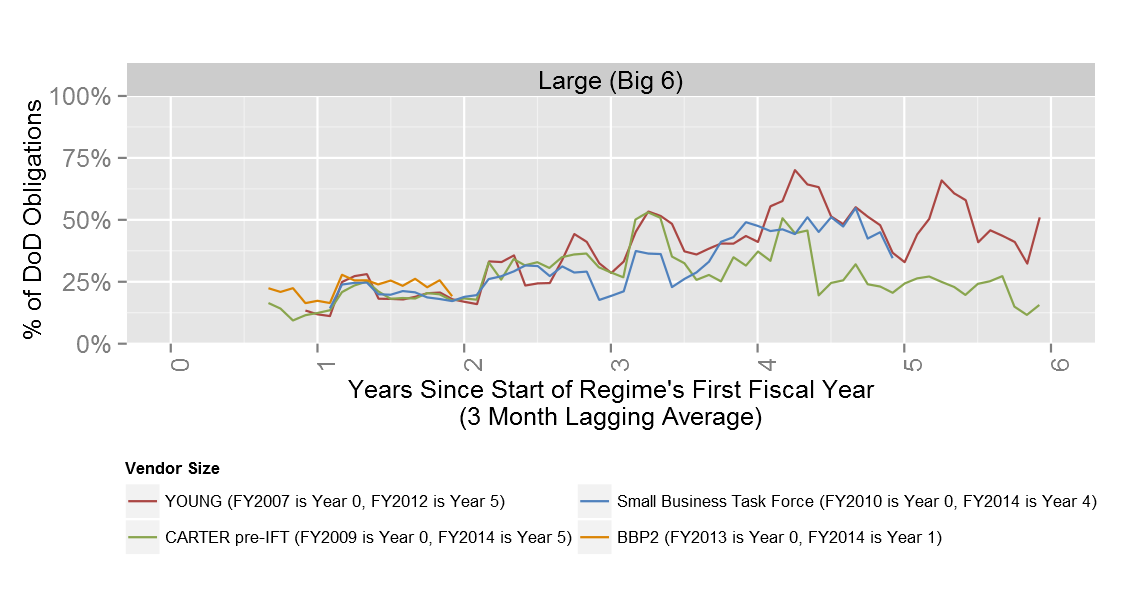 Large (Big 6)
% of DoD Obligations
100%
75%
50%
25%
0%
0
1
2
3
4
5
6
Years Since Start of Regime's First Fiscal Year
(3 Month Lagging Average)
Vendor Size
YOUNG (FY2007 is Year 0, FY2012 is Year 5)
Small Business Task Force (FY2010 is Year 0, FY2014 is Year 4)
CARTER pre-IFT (FY2009 is Year 0, FY2014 is Year 5)
BBP2 (FY2013 is Year 0, FY2014 is Year 1)